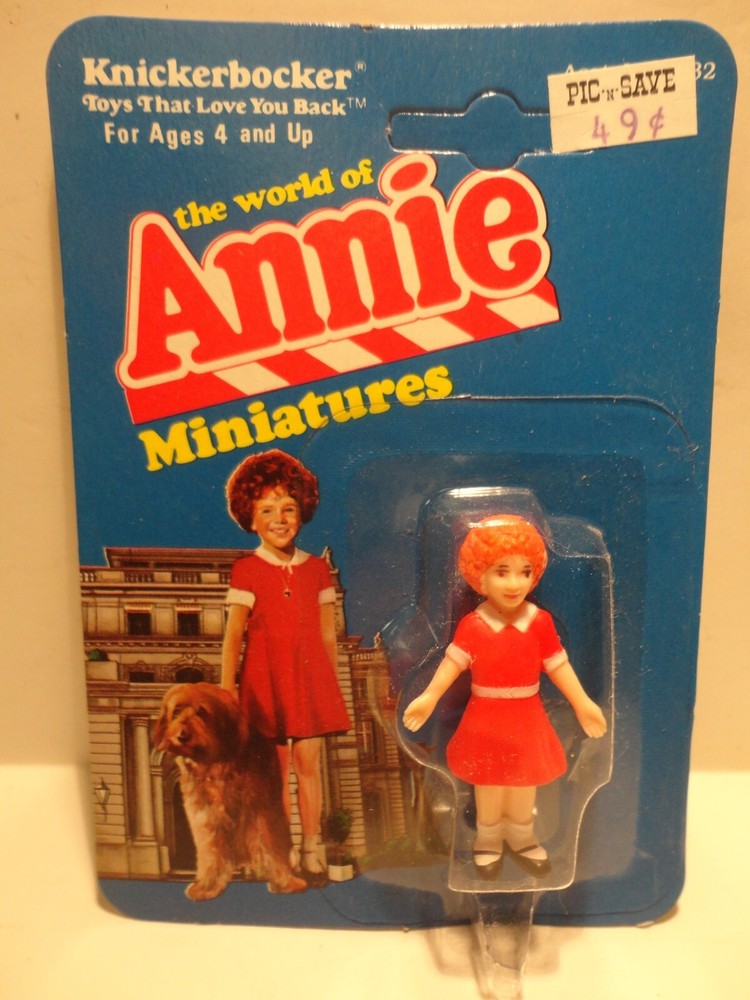 Knickerbocker®
Toys That Love You Back™
For Ages 4 and Up
PIC 'N' SAVE
49¢
the world of
Annie
Miniatures